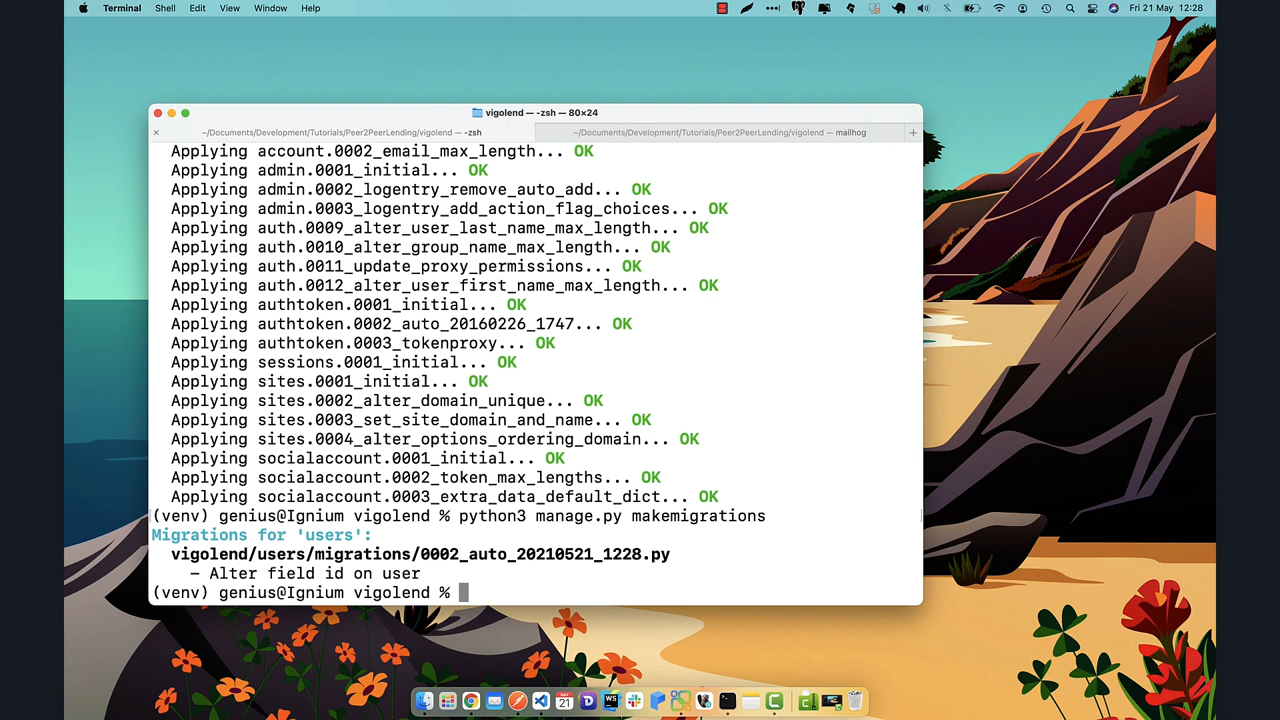 Terminal Shell Edit View Window Help Fri 21 May 12:28
vigolend — -zsh — 80×24
~/Documents/Development/Tutorials/Peer2PeerLending/vigolend — -zsh ~/Documents/Development/Tutorials/Peer2PeerLending/vigolend — mailhog
Applying account.0002_email_max_length... OK
Applying admin.0001_initial... OK
Applying admin.0002_logentry_remove_auto_add... OK
Applying admin.0003_logentry_add_action_flag_choices... OK
Applying auth.0009_alter_user_last_name_max_length... OK
Applying auth.0010_alter_group_name_max_length... OK
Applying auth.0011_update_proxy_permissions... OK
Applying auth.0012_alter_user_first_name_max_length... OK
Applying authtoken.0001_initial... OK
Applying authtoken.0002_auto_20160226_1747... OK
Applying authtoken.0003_tokenproxy... OK
Applying sessions.0001_initial... OK
Applying sites.0001_initial... OK
Applying sites.0002_alter_domain_unique... OK
Applying sites.0003_set_site_domain_and_name... OK
Applying sites.0004_alter_options_ordering_domain... OK
Applying socialaccount.0001_initial... OK
Applying socialaccount.0002_token_max_lengths... OK
Applying socialaccount.0003_extra_data_default_dict... OK
(venv) genius@Ignium vigolend % python3 manage.py makemigrations
Migrations for 'users':
vigolend/users/migrations/0002_auto_20210521_1228.py
- Alter field id on user
(venv) genius@Ignium vigolend %
21
WS